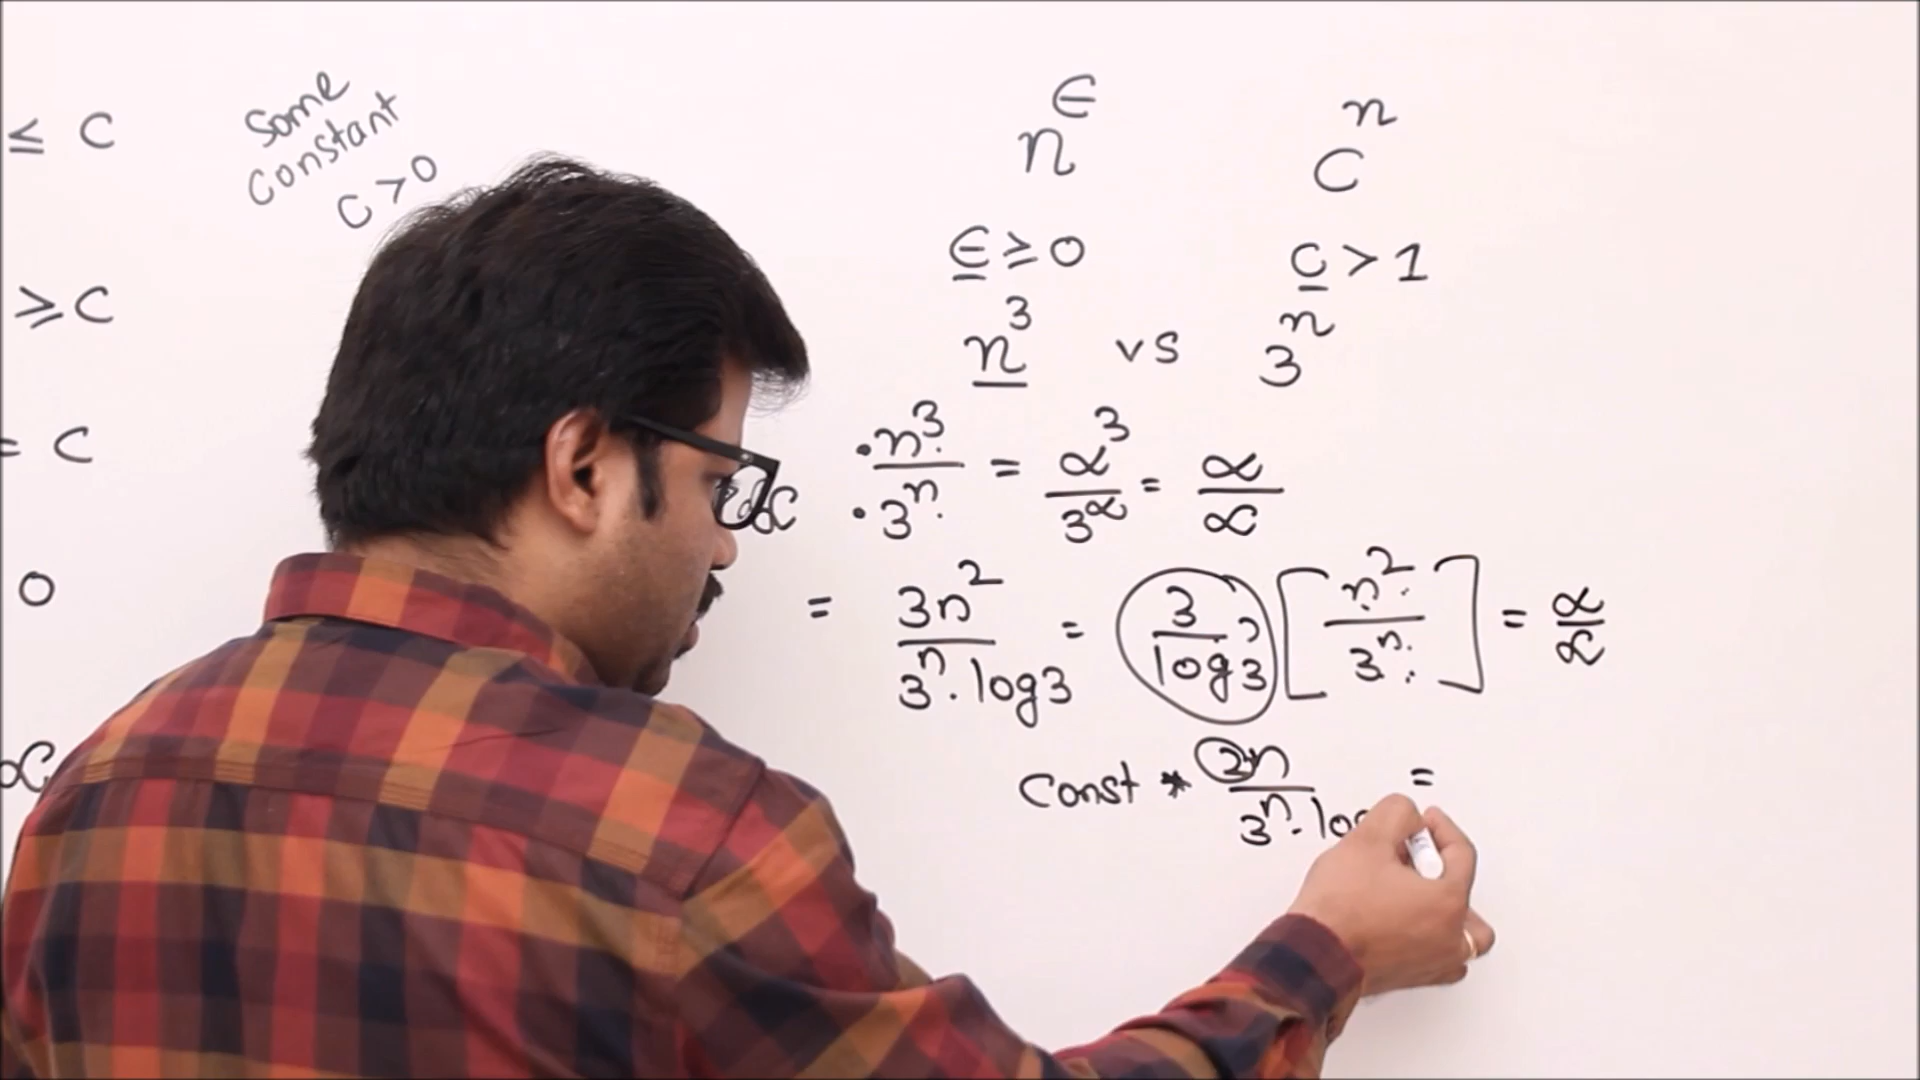 ≤ C
Some
constant
C > 0
≥ C
= C
0
∝
n^∈ C^n
∈ ≥ 0 C > 1
n^3 vs 3^n
n^3 / 3^n = ∝^3 / 3^∝ = ∝ / ∝
= 3n^2 / 3^n . log3 = 3 / log3 [ n^2 / 3^n ] = ∝ / ∝
Const * 2n / 3^n . log =